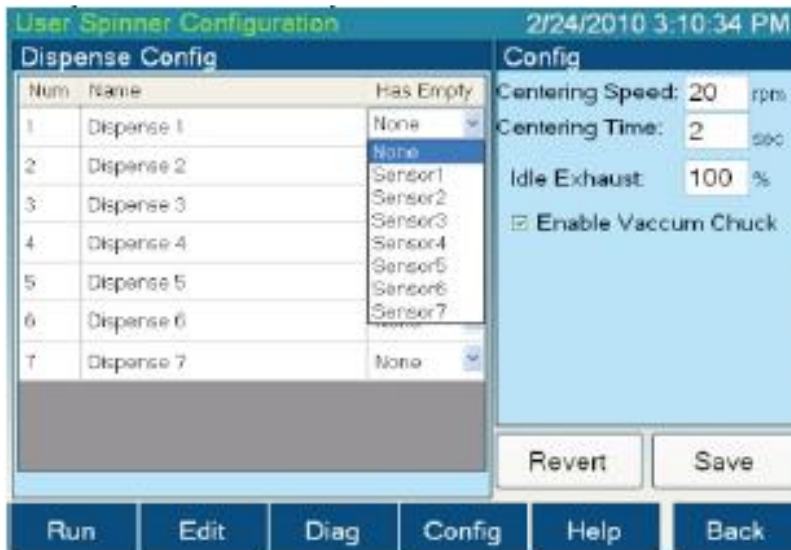 User Spinner Configuration 2/24/2010 3:10:34 PM
Dispense Config
Num Name Has Empty
1 Dispense 1 None
None
Sensor1
Sensor2
Sensor3
Sensor4
Sensor5
Sensor6
Sensor7
2 Dispense 2
3 Dispense 3
4 Dispense 4
5 Dispense 5
6 Dispense 6
7 Dispense 7 None
Config
Centering Speed: 20 rpm
Centering Time: 2 sec
Idle Exhaust 100 %
Enable Vaccum Chuck
Revert Save
Run Edit Diag Config Help Back